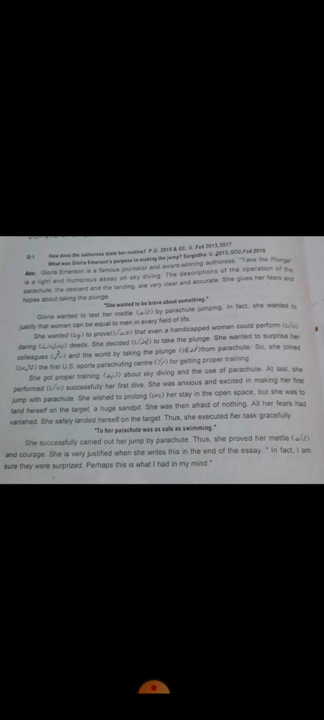 Q.1 How does the authoress state her motive? P.U. 2015 & GC. U. Fsd 2013,2017
What was Gloria Emerson's purpose in making the jump? Sargodha U. 2013,GCU,Fsd 2016
Ans: Gloria Emerson is a famous journalist and award-winning authoress "Take the Plunge"
is a light and humorous essay on sky diving. The descriptions of the operation of the
parachute, the descent and the landing, are very clear and accurate. She gives her fears and
hopes about taking the plunge.
"She wanted to be brave about something."
Gloria wanted to test her mettle by parachute jumping. In fact, she wanted to
justify that women can be equal to men in every field of life.
She wanted to prove that even a handicapped woman could perform
daring deeds. She decided to take the plunge. She wanted to surprise her
colleagues and the world by taking the plunge from parachute. So, she joined
the first U.S. sports parachuting centre for getting proper training.
She got proper training about sky diving and the use of parachute. At last, she
performed successfully her first dive. She was anxious and excited in making her first
jump with parachute. She wished to prolong her stay in the open space, but she was to
land herself on the target, a huge sandpit. She was then afraid of nothing. All her fears had
vanished. She safely landed herself on the target. Thus, she executed her task gracefully.
"To her parachute was as safe as swimming."
She successfully carried out her jump by parachute. Thus, she proved her mettle
and courage. She is very justified when she writes this in the end of the essay. " In fact, I am
sure they were surprized. Perhaps this is what I had in my mind."